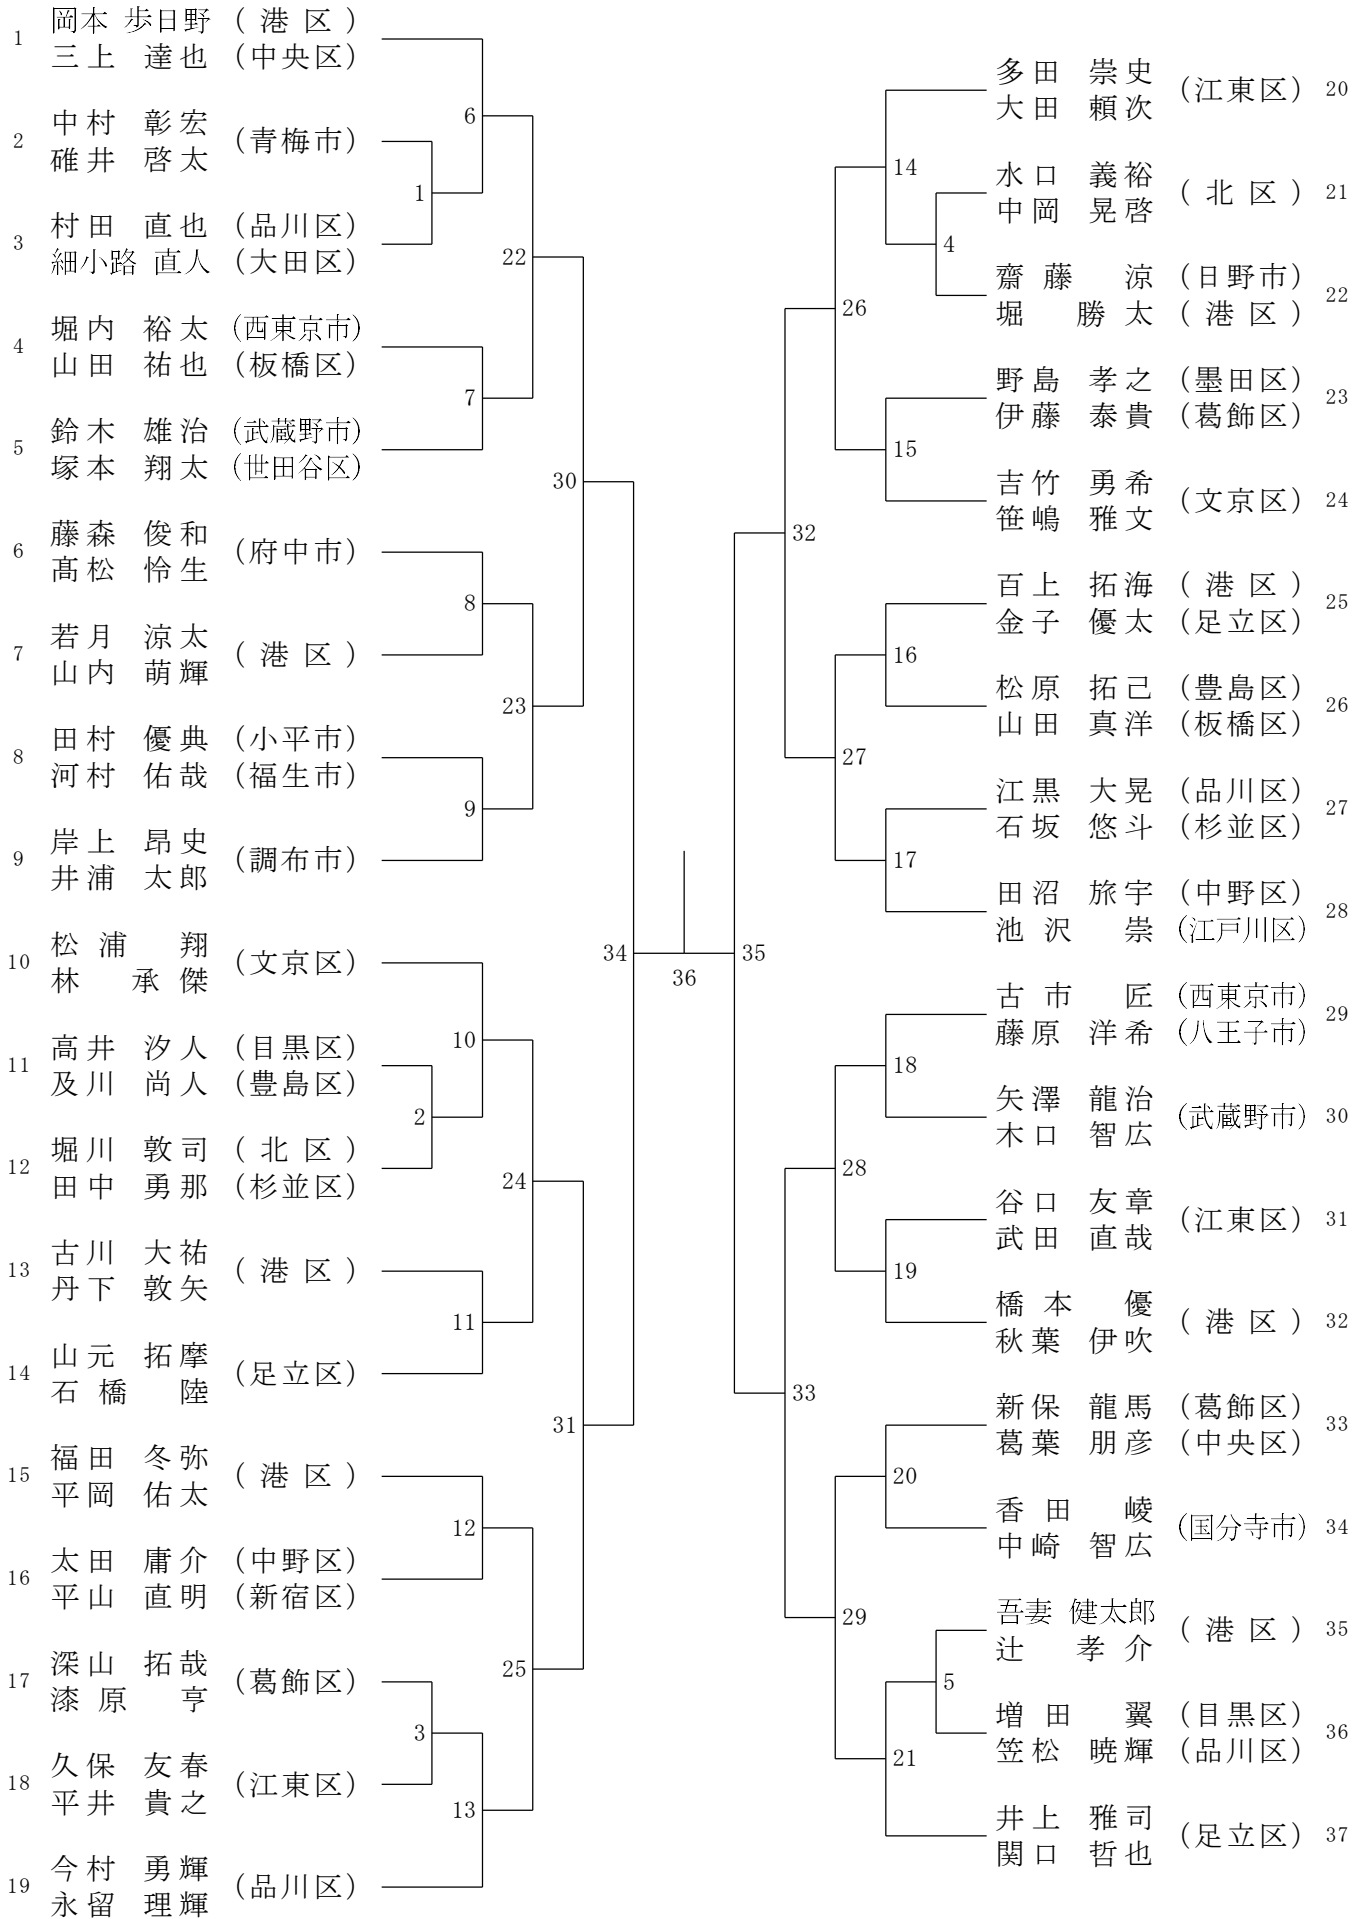 1 岡本 歩日野 (港区)
三上 達也 (中央区)
2 中村 彰宏 (青梅市)
碓井 啓太
3 村田 直也 (品川区)
細小路 直人 (大田区)
4 堀内 裕太 (西東京市)
山田 祐也 (板橋区)
5 鈴木 雄治 (武蔵野市)
塚本 翔太 (世田谷区)
6 藤森 俊和 (府中市)
髙松 怜生
7 若月 涼太 (港区)
山内 萌輝
8 田村 優典 (小平市)
河村 佑哉 (福生市)
9 岸上 昂史 (調布市)
井浦 太郎
10 松浦 翔 (文京区)
林 承傑
11 高井 汐人 (目黒区)
及川 尚人 (豊島区)
12 堀川 敦司 (北区)
田中 勇那 (杉並区)
13 古川 大祐 (港区)
丹下 敦矢
14 山元 拓摩 (足立区)
石橋 陸
15 福田 冬弥 (港区)
平岡 佑太
16 太田 庸介 (中野区)
平山 直明 (新宿区)
17 深山 拓哉 (葛飾区)
漆原 亨
18 久保 友春 (江東区)
平井 貴之
19 今村 勇輝 (品川区)
永留 理輝
6
1
22
7
30
8
23
9
34
10
2
24
11
31
12
25
3
13
36
35
14
4
26
15
32
16
27
17
18
28
19
33
20
29
5
21
多田 崇史 (江東区) 20
大田 頼次
水口 義裕 (北区) 21
中岡 晃啓
齋藤 涼 (日野市) 22
堀 勝太 (港区)
野島 孝之 (墨田区) 23
伊藤 泰貴 (葛飾区)
吉竹 勇希 (文京区) 24
笹嶋 雅文
百上 拓海 (港区) 25
金子 優太 (足立区)
松原 拓己 (豊島区) 26
山田 真洋 (板橋区)
江黒 大晃 (品川区) 27
石坂 悠斗 (杉並区)
田沼 旅宇 (中野区) 28
池沢 崇 (江戸川区)
古市 匠 (西東京市) 29
藤原 洋希 (八王子市)
矢澤 龍治 (武蔵野市) 30
木口 智広
谷口 友章 (江東区) 31
武田 直哉
橋本 優 (港区) 32
秋葉 伊吹
新保 龍馬 (葛飾区) 33
葛葉 朋彦 (中央区)
香田 崚 (国分寺市) 34
中崎 智広
吾妻 健太郎 (港区) 35
辻 孝介
増田 翼 (目黒区) 36
笠松 暁輝 (品川区)
井上 雅司 (足立区) 37
関口 哲也